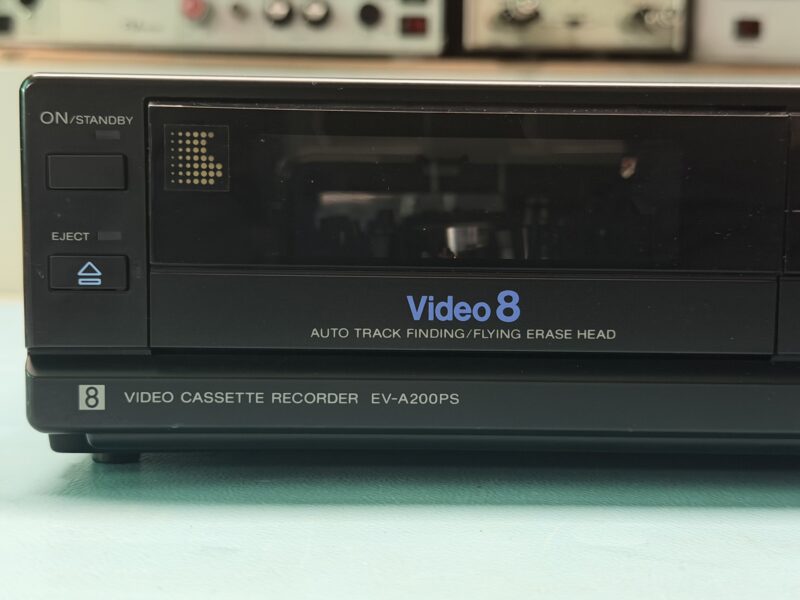 ON/STANDBY
EJECT
Video 8
AUTO TRACK FINDING/FLYING ERASE HEAD
8 VIDEO CASSETTE RECORDER EV-A200PS